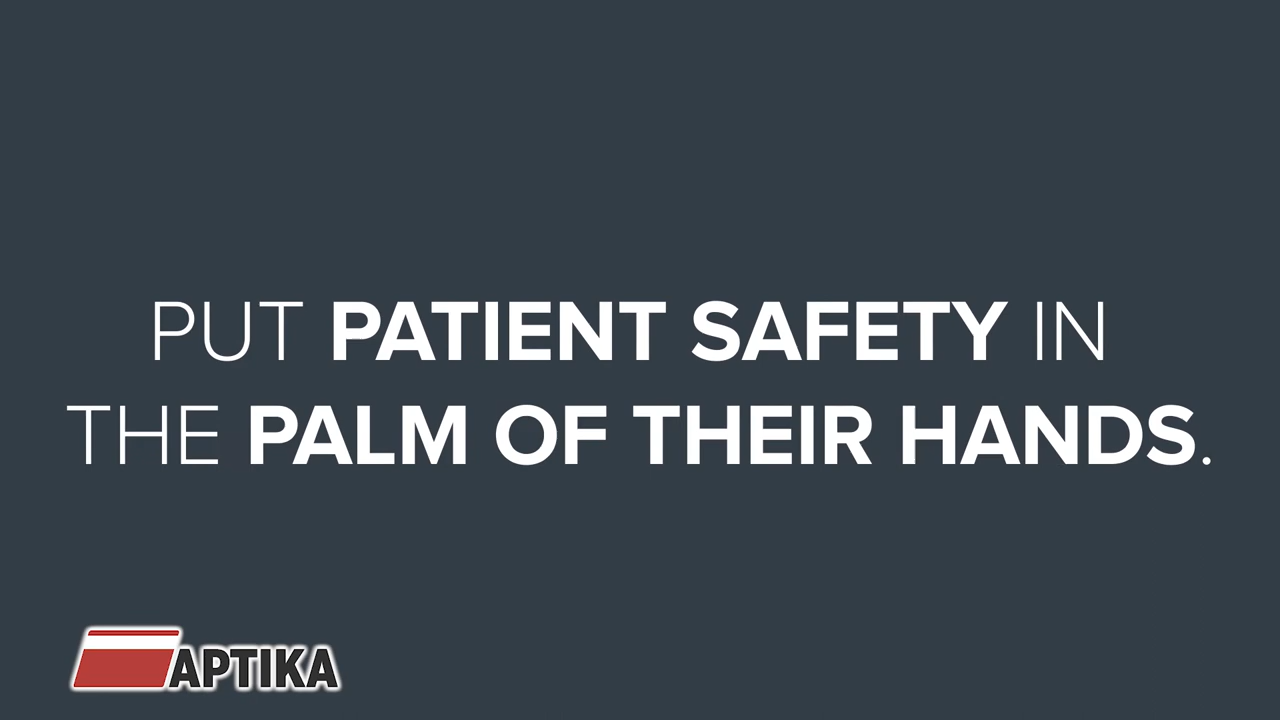 PUT PATIENT SAFETY IN
THE PALM OF THEIR HANDS.
APTIKA